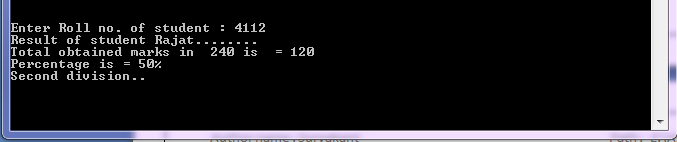 Enter Roll no. of student : 4112
Result of student Rajat........
Total obtained marks in  240 is  = 120
Percentage is = 50%
Second division..